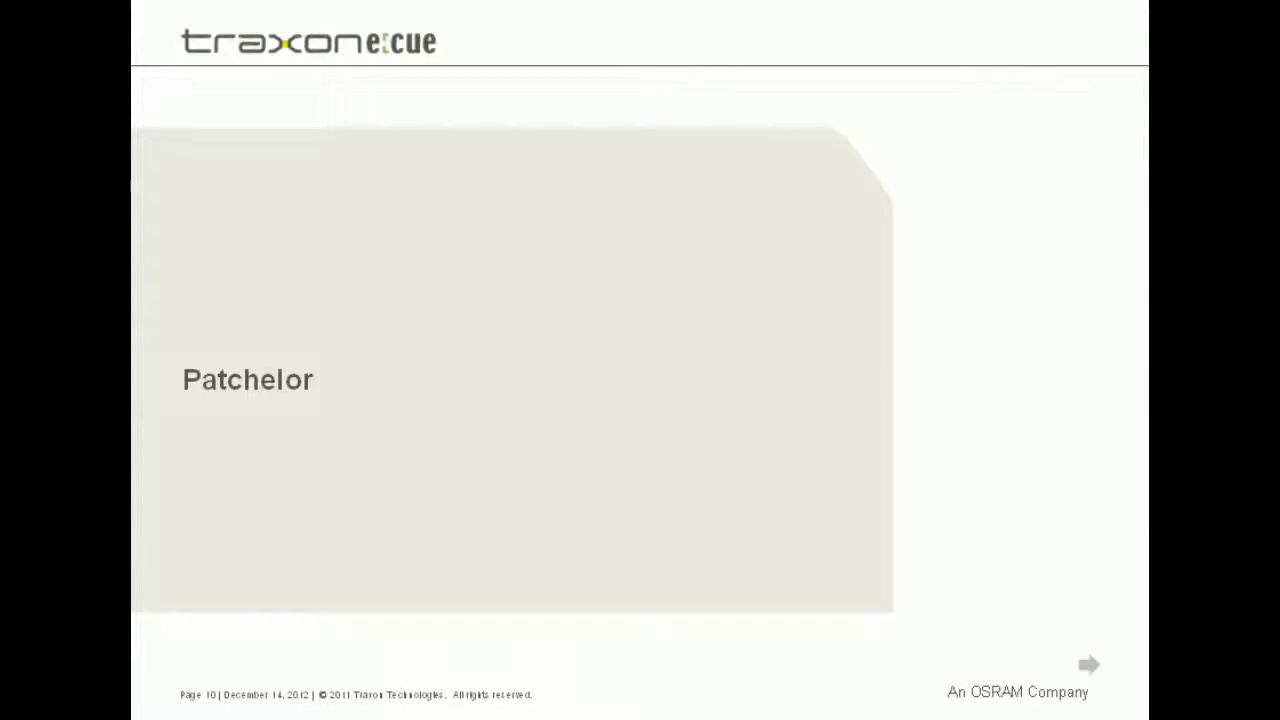 traxon e:cue
Patchelor
Page 10 | December 14, 2012 | © 2011 Traxon Technologies. All rights reserved.
An OSRAM Company